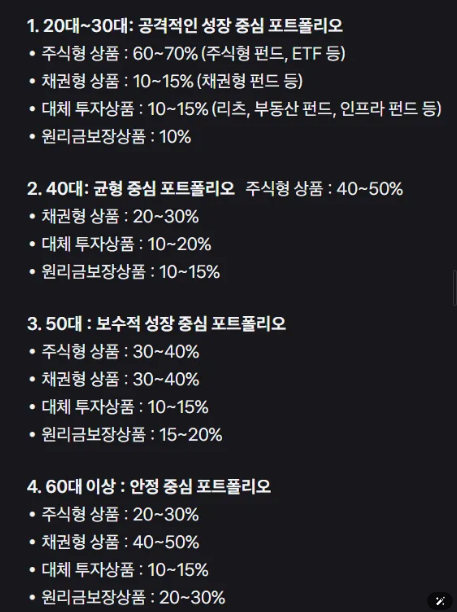 1. 20대~30대: 공격적인 성장 중심 포트폴리오
• 주식형 상품 : 60~70% (주식형 펀드, ETF 등)
• 채권형 상품 : 10~15% (채권형 펀드 등)
• 대체 투자상품 : 10~15% (리츠, 부동산 펀드, 인프라 펀드 등)
• 원리금보장상품 : 10%
2. 40대: 균형 중심 포트폴리오 주식형 상품 : 40~50%
• 채권형 상품 : 20~30%
• 대체 투자상품 : 10~20%
• 원리금보장상품 : 10~15%
3. 50대 : 보수적 성장 중심 포트폴리오
• 주식형 상품 : 30~40%
• 채권형 상품 : 30~40%
• 대체 투자상품 : 10~15%
• 원리금보장상품 : 15~20%
4. 60대 이상 : 안정 중심 포트폴리오
• 주식형 상품 : 20~30%
• 채권형 상품 : 40~50%
• 대체 투자상품 : 10~15%
• 원리금보장상품 : 20~30%